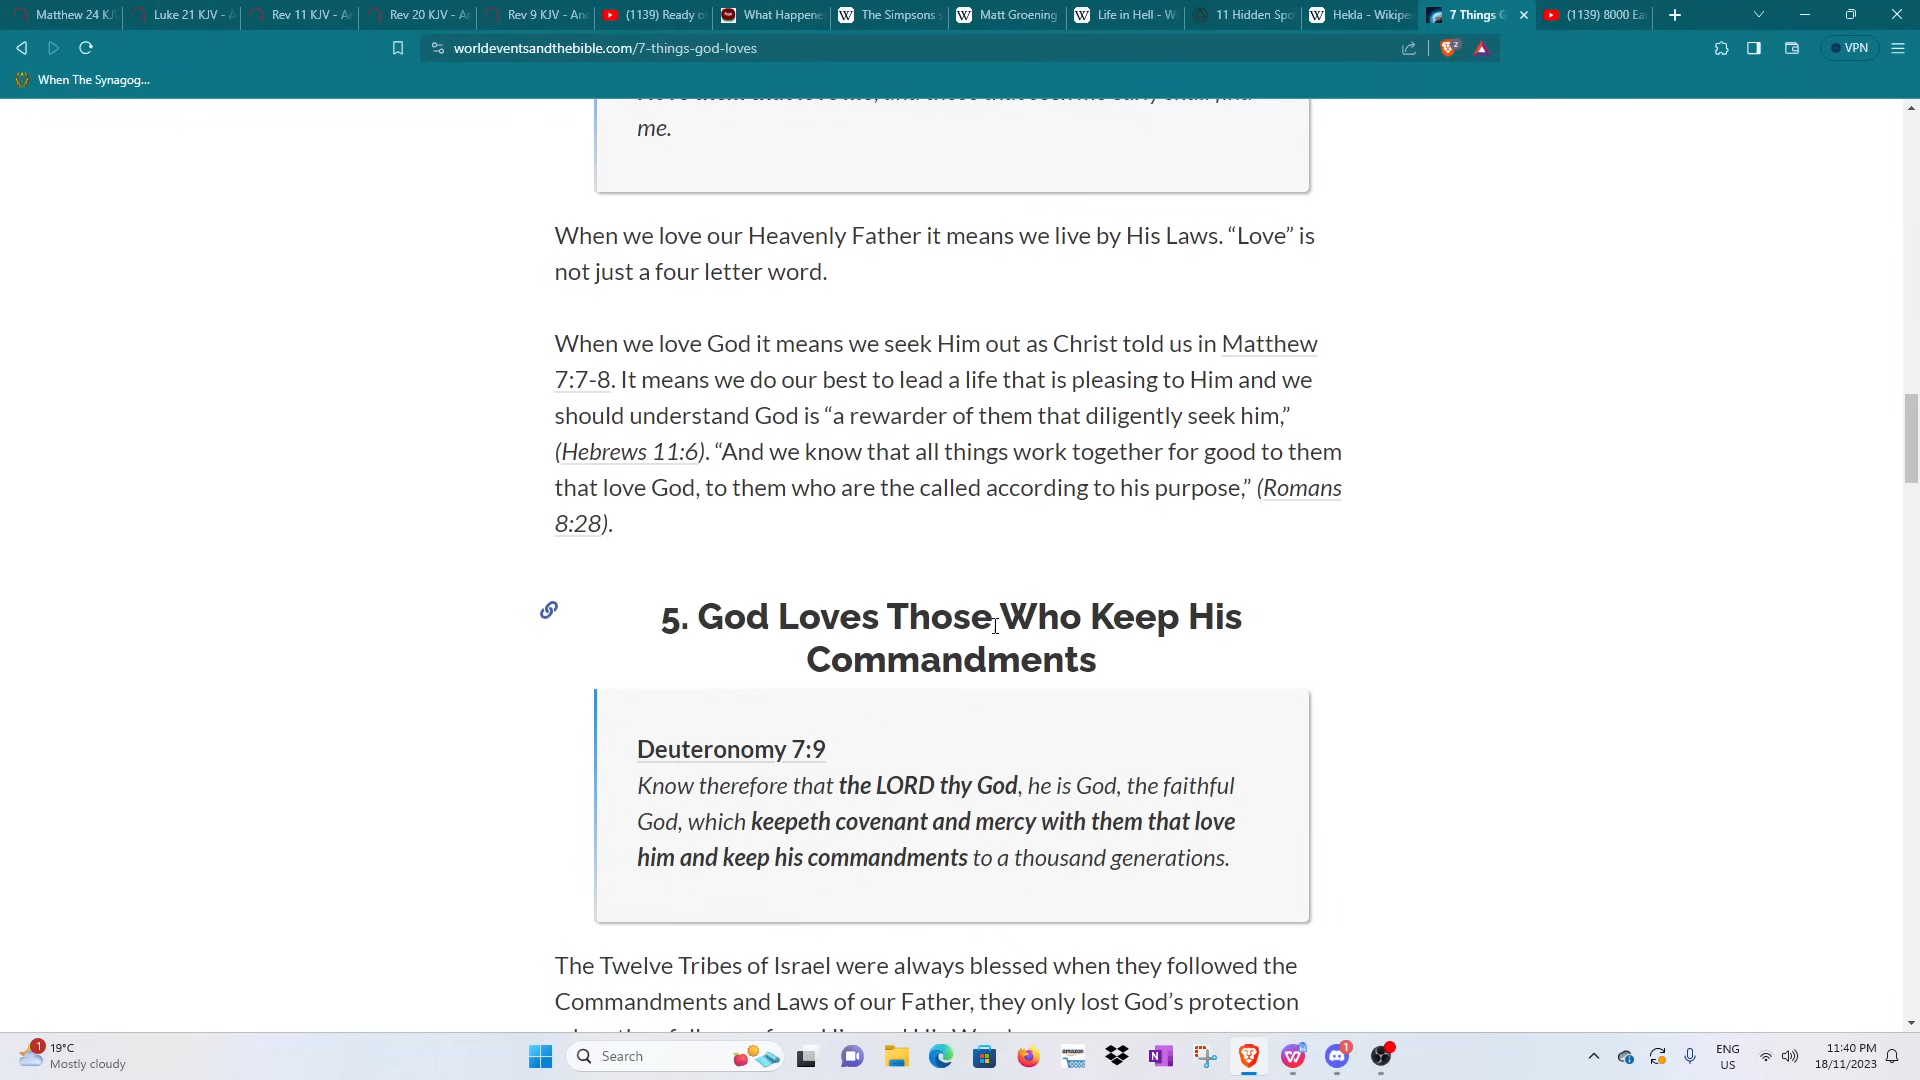 Matthew 24 KJ
Luke 21 KJV - A
Rev 11 KJV - A
Rev 20 KJV - A
Rev 9 KJV - An
(1139) Ready o
What Happene
The Simpsons s
Matt Groening
Life in Hell - W
11 Hidden Spo
Hekla - Wikipe
7 Things G
(1139) 8000 Ea
worldeventsandthebible.com/7-things-god-loves
2
VPN
When The Synagog...
me.
When we love our Heavenly Father it means we live by His Laws. “Love” is
not just a four letter word.
When we love God it means we seek Him out as Christ told us in Matthew
7:7-8. It means we do our best to lead a life that is pleasing to Him and we
should understand God is “a rewarder of them that diligently seek him,”
(Hebrews 11:6). “And we know that all things work together for good to them
that love God, to them who are the called according to his purpose,” (Romans
8:28).
5. God Loves Those Who Keep His
Commandments
Deuteronomy 7:9
Know therefore that the LORD thy God, he is God, the faithful
God, which keepeth covenant and mercy with them that love
him and keep his commandments to a thousand generations.
The Twelve Tribes of Israel were always blessed when they followed the
Commandments and Laws of our Father, they only lost God’s protection
1
19°C
Mostly cloudy
Search
amazon
1
ENG
US
11:40 PM
18/11/2023